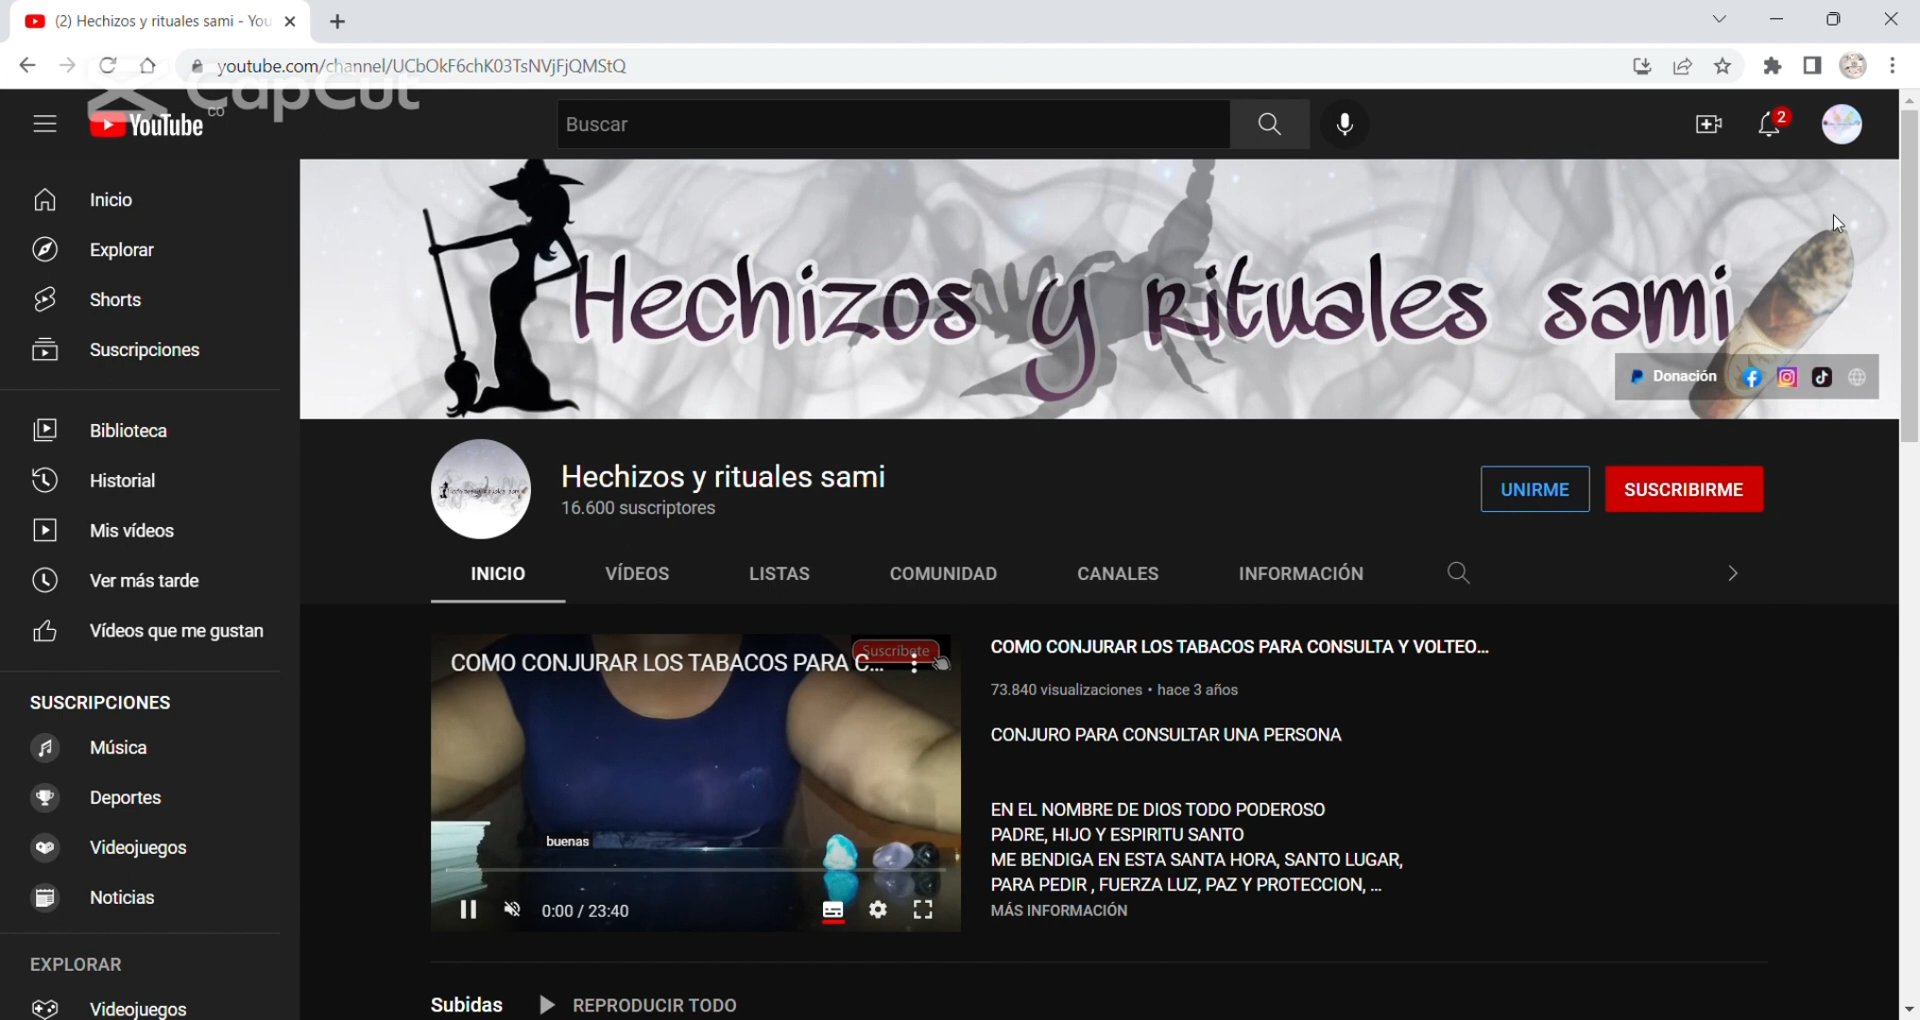 (2) Hechizos y rituales sami - You
youtube.com/channel/UCbOkF6chK03TsNVjFjQMStQ
CapCut
YouTube CO
Buscar
2
Inicio
Explorar
Shorts
Suscripciones
Biblioteca
Historial
Mis vídeos
Ver más tarde
Vídeos que me gustan
SUSCRIPCIONES
Música
Deportes
Videojuegos
Noticias
EXPLORAR
Videojuegos
Hechizos y Rituales sami
Donación
Hechizos y rituales sami
16.600 suscriptores
UNIRME
SUSCRIBIRME
INICIO VÍDEOS LISTAS COMUNIDAD CANALES INFORMACIÓN
COMO CONJURAR LOS TABACOS PARA C...
Suscríbete
buenas
0:00 / 23:40
COMO CONJURAR LOS TABACOS PARA CONSULTA Y VOLTEO...
73.840 visualizaciones • hace 3 años
CONJURO PARA CONSULTAR UNA PERSONA
EN EL NOMBRE DE DIOS TODO PODEROSO
PADRE, HIJO Y ESPIRITU SANTO
ME BENDIGA EN ESTA SANTA HORA, SANTO LUGAR,
PARA PEDIR , FUERZA LUZ, PAZ Y PROTECCION, ...
MÁS INFORMACIÓN
Subidas REPRODUCIR TODO